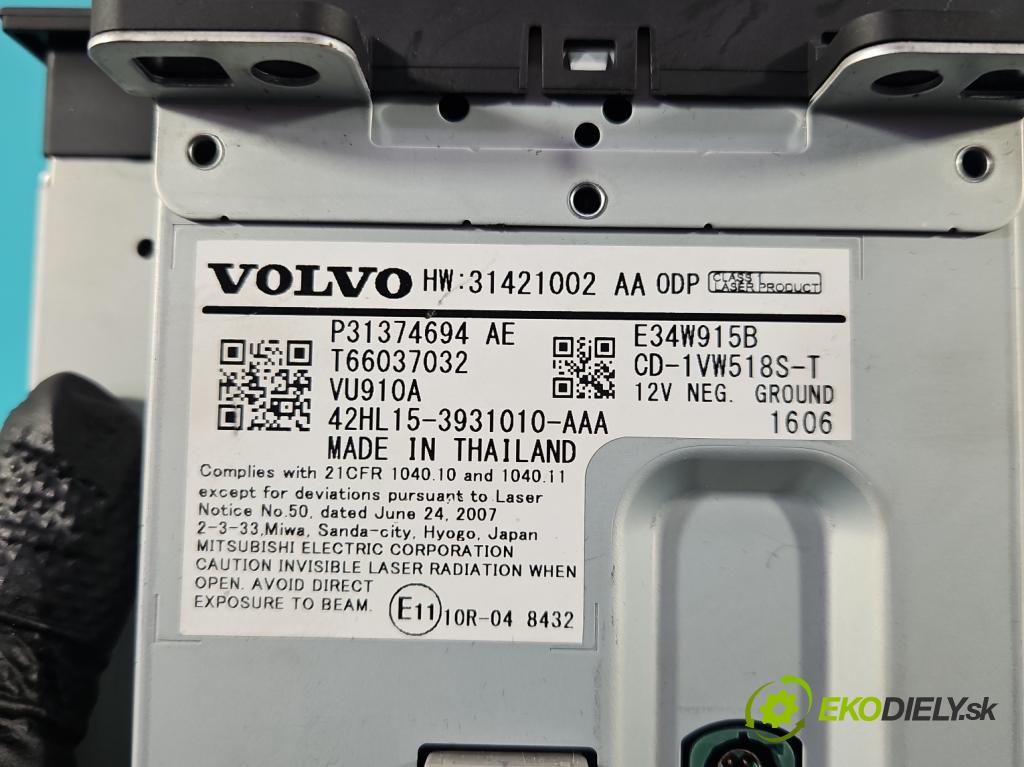 VOLVO HW:31421002 AA ODP CLASS 1 LASER PRODUCT
P31374694 AE
T66037032
VU910A
42HL15-3931010-AAA
MADE IN THAILAND
E34W915B
CD-1VW518S-T
12V NEG. GROUND
1606
Complies with 21CFR 1040.10 and 1040.11
except for deviations pursuant to Laser
Notice No.50, dated June 24, 2007
2-3-33,Miwa, Sanda-city, Hyogo, Japan
MITSUBISHI ELECTRIC CORPORATION
CAUTION INVISIBLE LASER RADIATION WHEN
OPEN. AVOID DIRECT
EXPOSURE TO BEAM.
E11 10R-04 8432
EKODIELY.sk